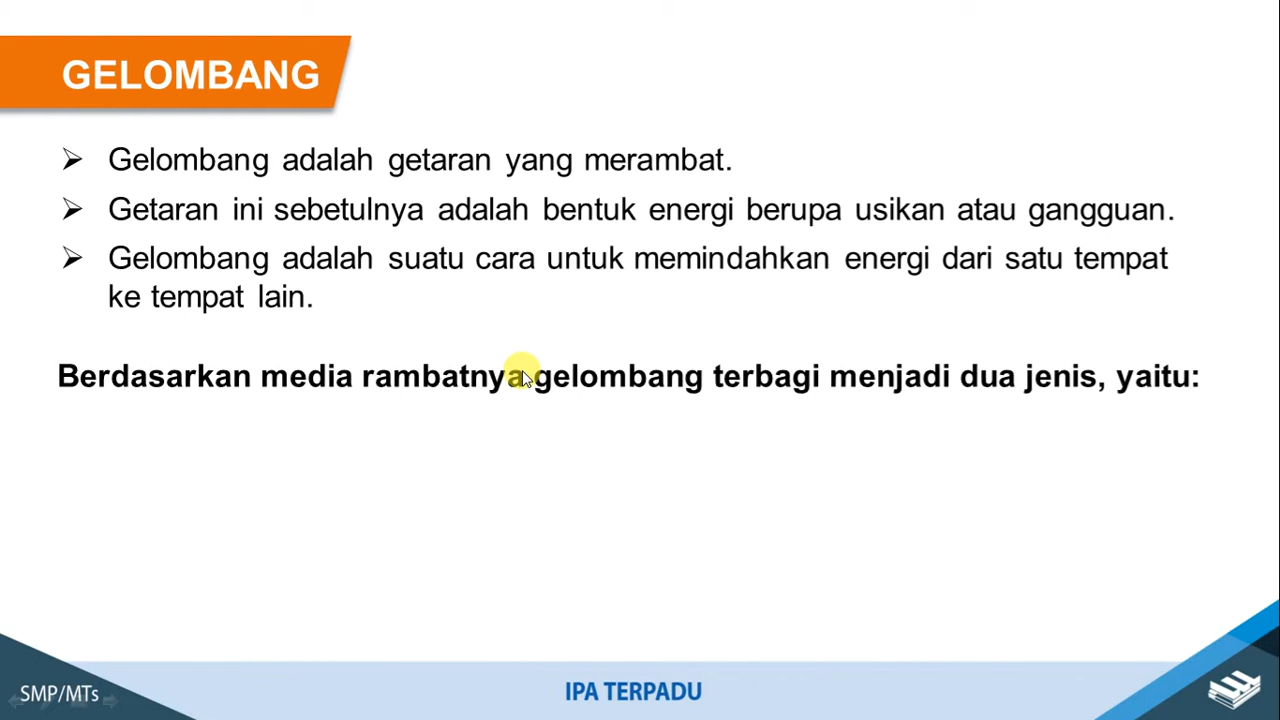 GELOMBANG
➢ Gelombang adalah getaran yang merambat.
➢ Getaran ini sebetulnya adalah bentuk energi berupa usikan atau gangguan.
➢ Gelombang adalah suatu cara untuk memindahkan energi dari satu tempat
ke tempat lain.
Berdasarkan media rambatnya gelombang terbagi menjadi dua jenis, yaitu:
SMP/MTs
IPA TERPADU